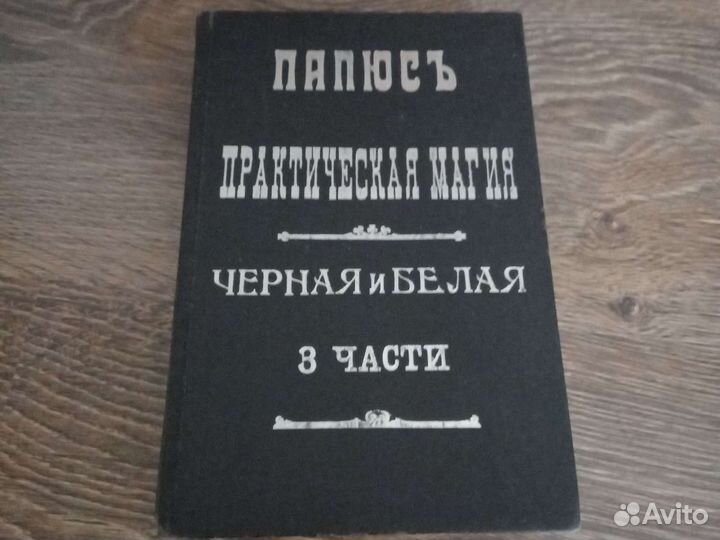 ПАПЮСЪ
ПРАКТИЧЕСКАЯ МАГИЯ
ЧЕРНАЯ и БЕЛАЯ
3 ЧАСТИ
Avito